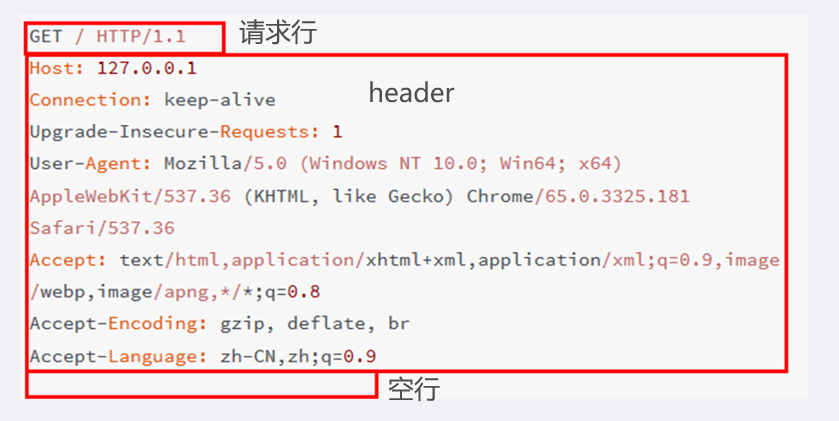 GET / HTTP/1.1 请求行
Host: 127.0.0.1
header
Connection: keep-alive
Upgrade-Insecure-Requests: 1
User-Agent: Mozilla/5.0 (Windows NT 10.0; Win64; x64)
AppleWebKit/537.36 (KHTML, like Gecko) Chrome/65.0.3325.181
Safari/537.36
Accept: text/html,application/xhtml+xml,application/xml;q=0.9,image
/webp,image/apng,*/*;q=0.8
Accept-Encoding: gzip, deflate, br
Accept-Language: zh-CN,zh;q=0.9
空行